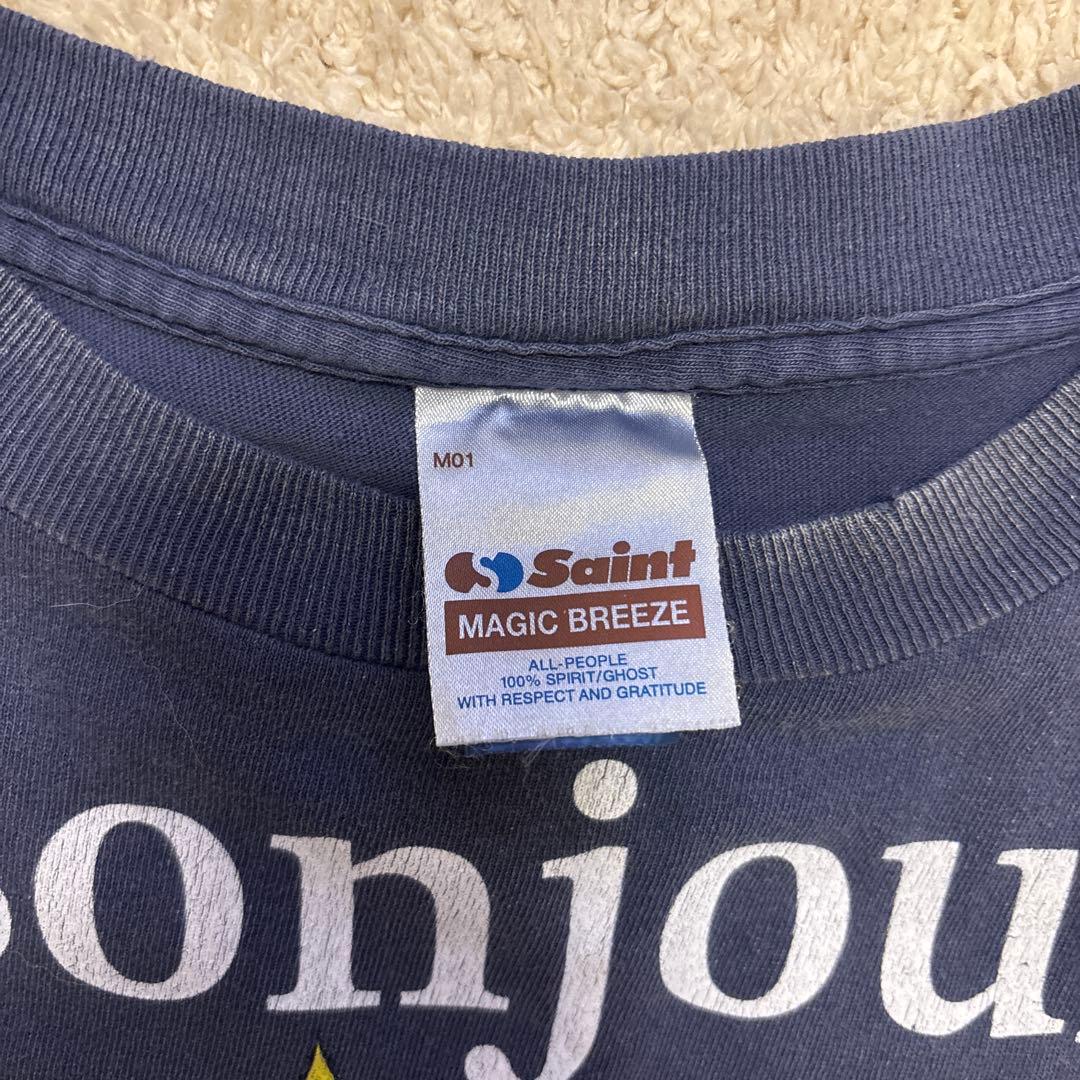 M01
Saint
MAGIC BREEZE
ALL-PEOPLE
100% SPIRIT/GHOST
WITH RESPECT AND GRATITUDE
onjou